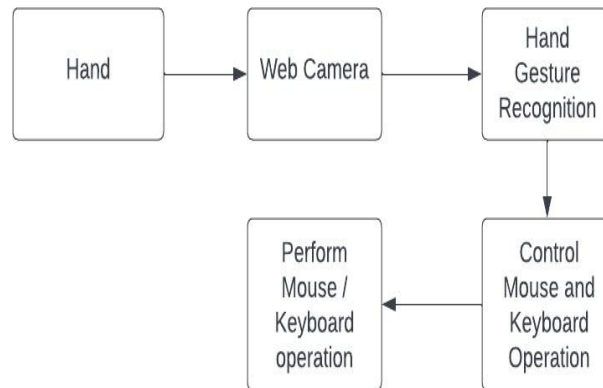 Hand
Web Camera
Hand
Gesture
Recognition
Control
Mouse and
Keyboard
Operation
Perform
Mouse /
Keyboard
operation